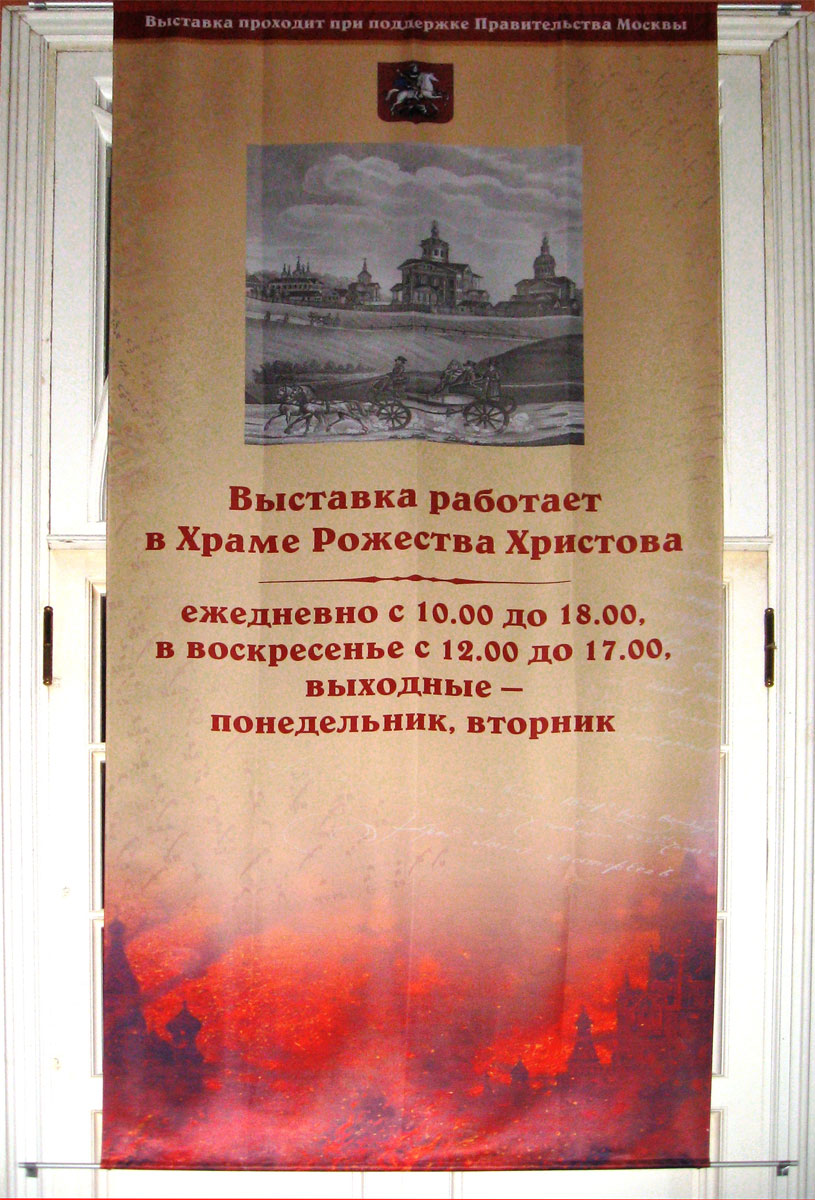 Выставка проходит при поддержке Правительства Москвы
Выставка работает
в Храме Рожества Христова
ежедневно с 10.00 до 18.00,
в воскресенье с 12.00 до 17.00,
выходные –
понедельник, вторник